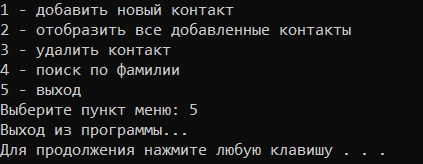 1 - добавить новый контакт
2 - отобразить все добавленные контакты
3 - удалить контакт
4 - поиск по фамилии
5 - выход
Выберите пункт меню: 5
Выход из программы...
Для продолжения нажмите любую клавишу . . .